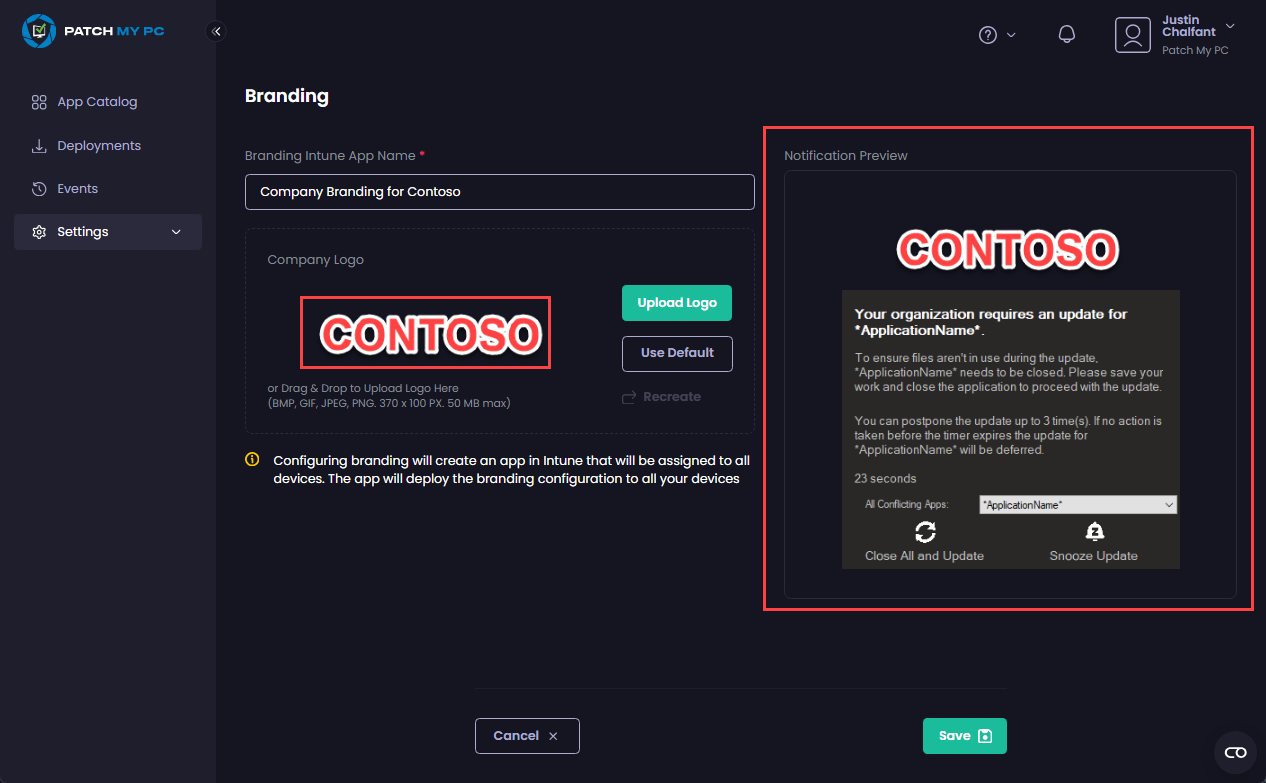 PATCH MY PC
Justin
Chalfant
Patch My PC
App Catalog
Deployments
Events
Settings
Branding
Branding Intune App Name *
Company Branding for Contoso
Company Logo
CONTOSO
Upload Logo
Use Default
or Drag & Drop to Upload Logo Here
(BMP, GIF, JPEG, PNG. 370 x 100 PX. 50 MB max)
Recreate
Configuring branding will create an app in Intune that will be assigned to all
devices. The app will deploy the branding configuration to all your devices
Notification Preview
CONTOSO
Your organization requires an update for
*ApplicationName*.
To ensure files aren't in use during the update,
*ApplicationName* needs to be closed. Please save your
work and close the application to proceed with the update.
You can postpone the update up to 3 time(s). If no action is
taken before the timer expires the update for
*ApplicationName* will be deferred.
23 seconds
All Conflicting Apps:
*ApplicationName*
Close All and Update
Snooze Update
Cancel
Save